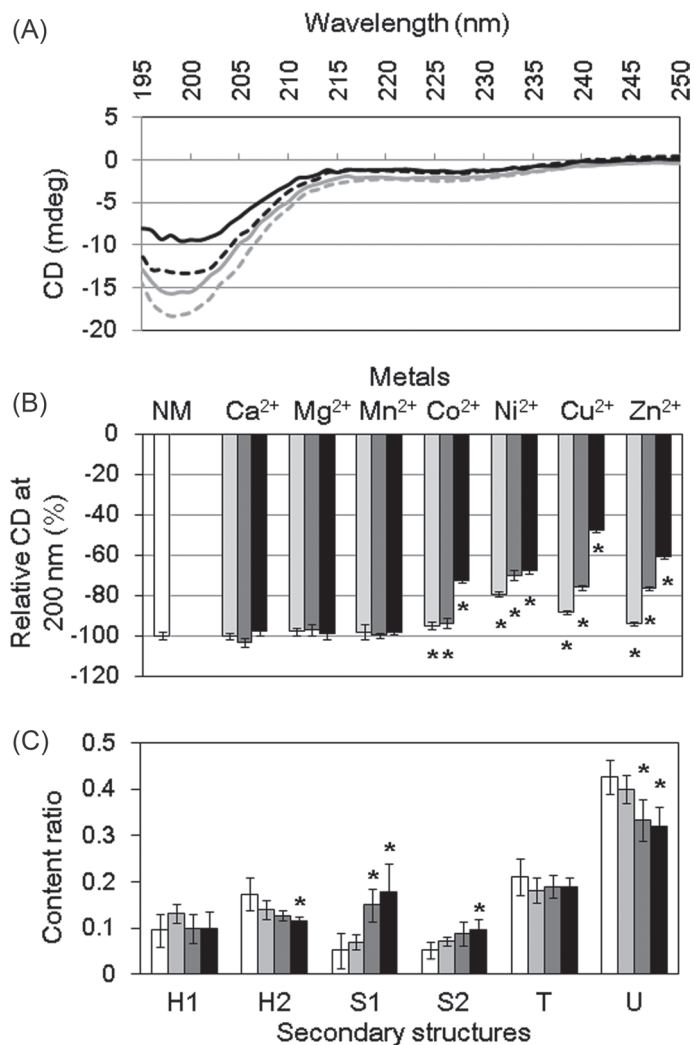 (A)
Wavelength (nm)
195 200 205 210 215 220 225 230 235 240 245 250
5
0
-5
-10
-15
-20
CD (mdeg)
(B)
Metals
NM Ca²⁺ Mg²⁺ Mn²⁺ Co²⁺ Ni²⁺ Cu²⁺ Zn²⁺
0
-20
-40
-60
-80
-100
-120
Relative CD at
200 nm (%)
* * * * * * * * * * * *
(C)
0.5
0.4
0.3
0.2
0.1
0
Content ratio
* * * * * *
H1 H2 S1 S2 T U
Secondary structures